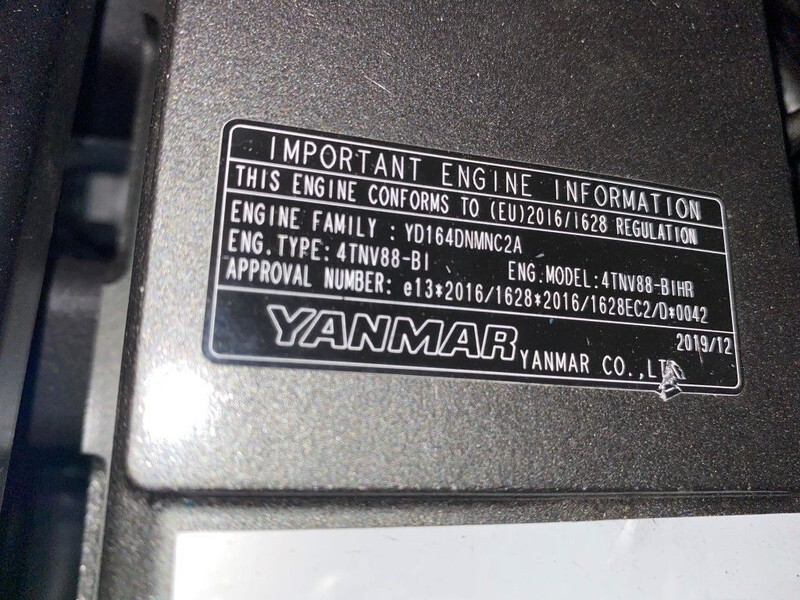 IMPORTANT ENGINE INFORMATION
THIS ENGINE CONFORMS TO (EU)2016/1628 REGULATION
ENGINE FAMILY : YD164DNMNC2A
ENG.TYPE: 4TNV88-BI ENG.MODEL:4TNV88-BIHR
APPROVAL NUMBER: e13*2016/1628*2016/1628EC2/D*0042
2019/12
YANMAR YANMAR CO.,